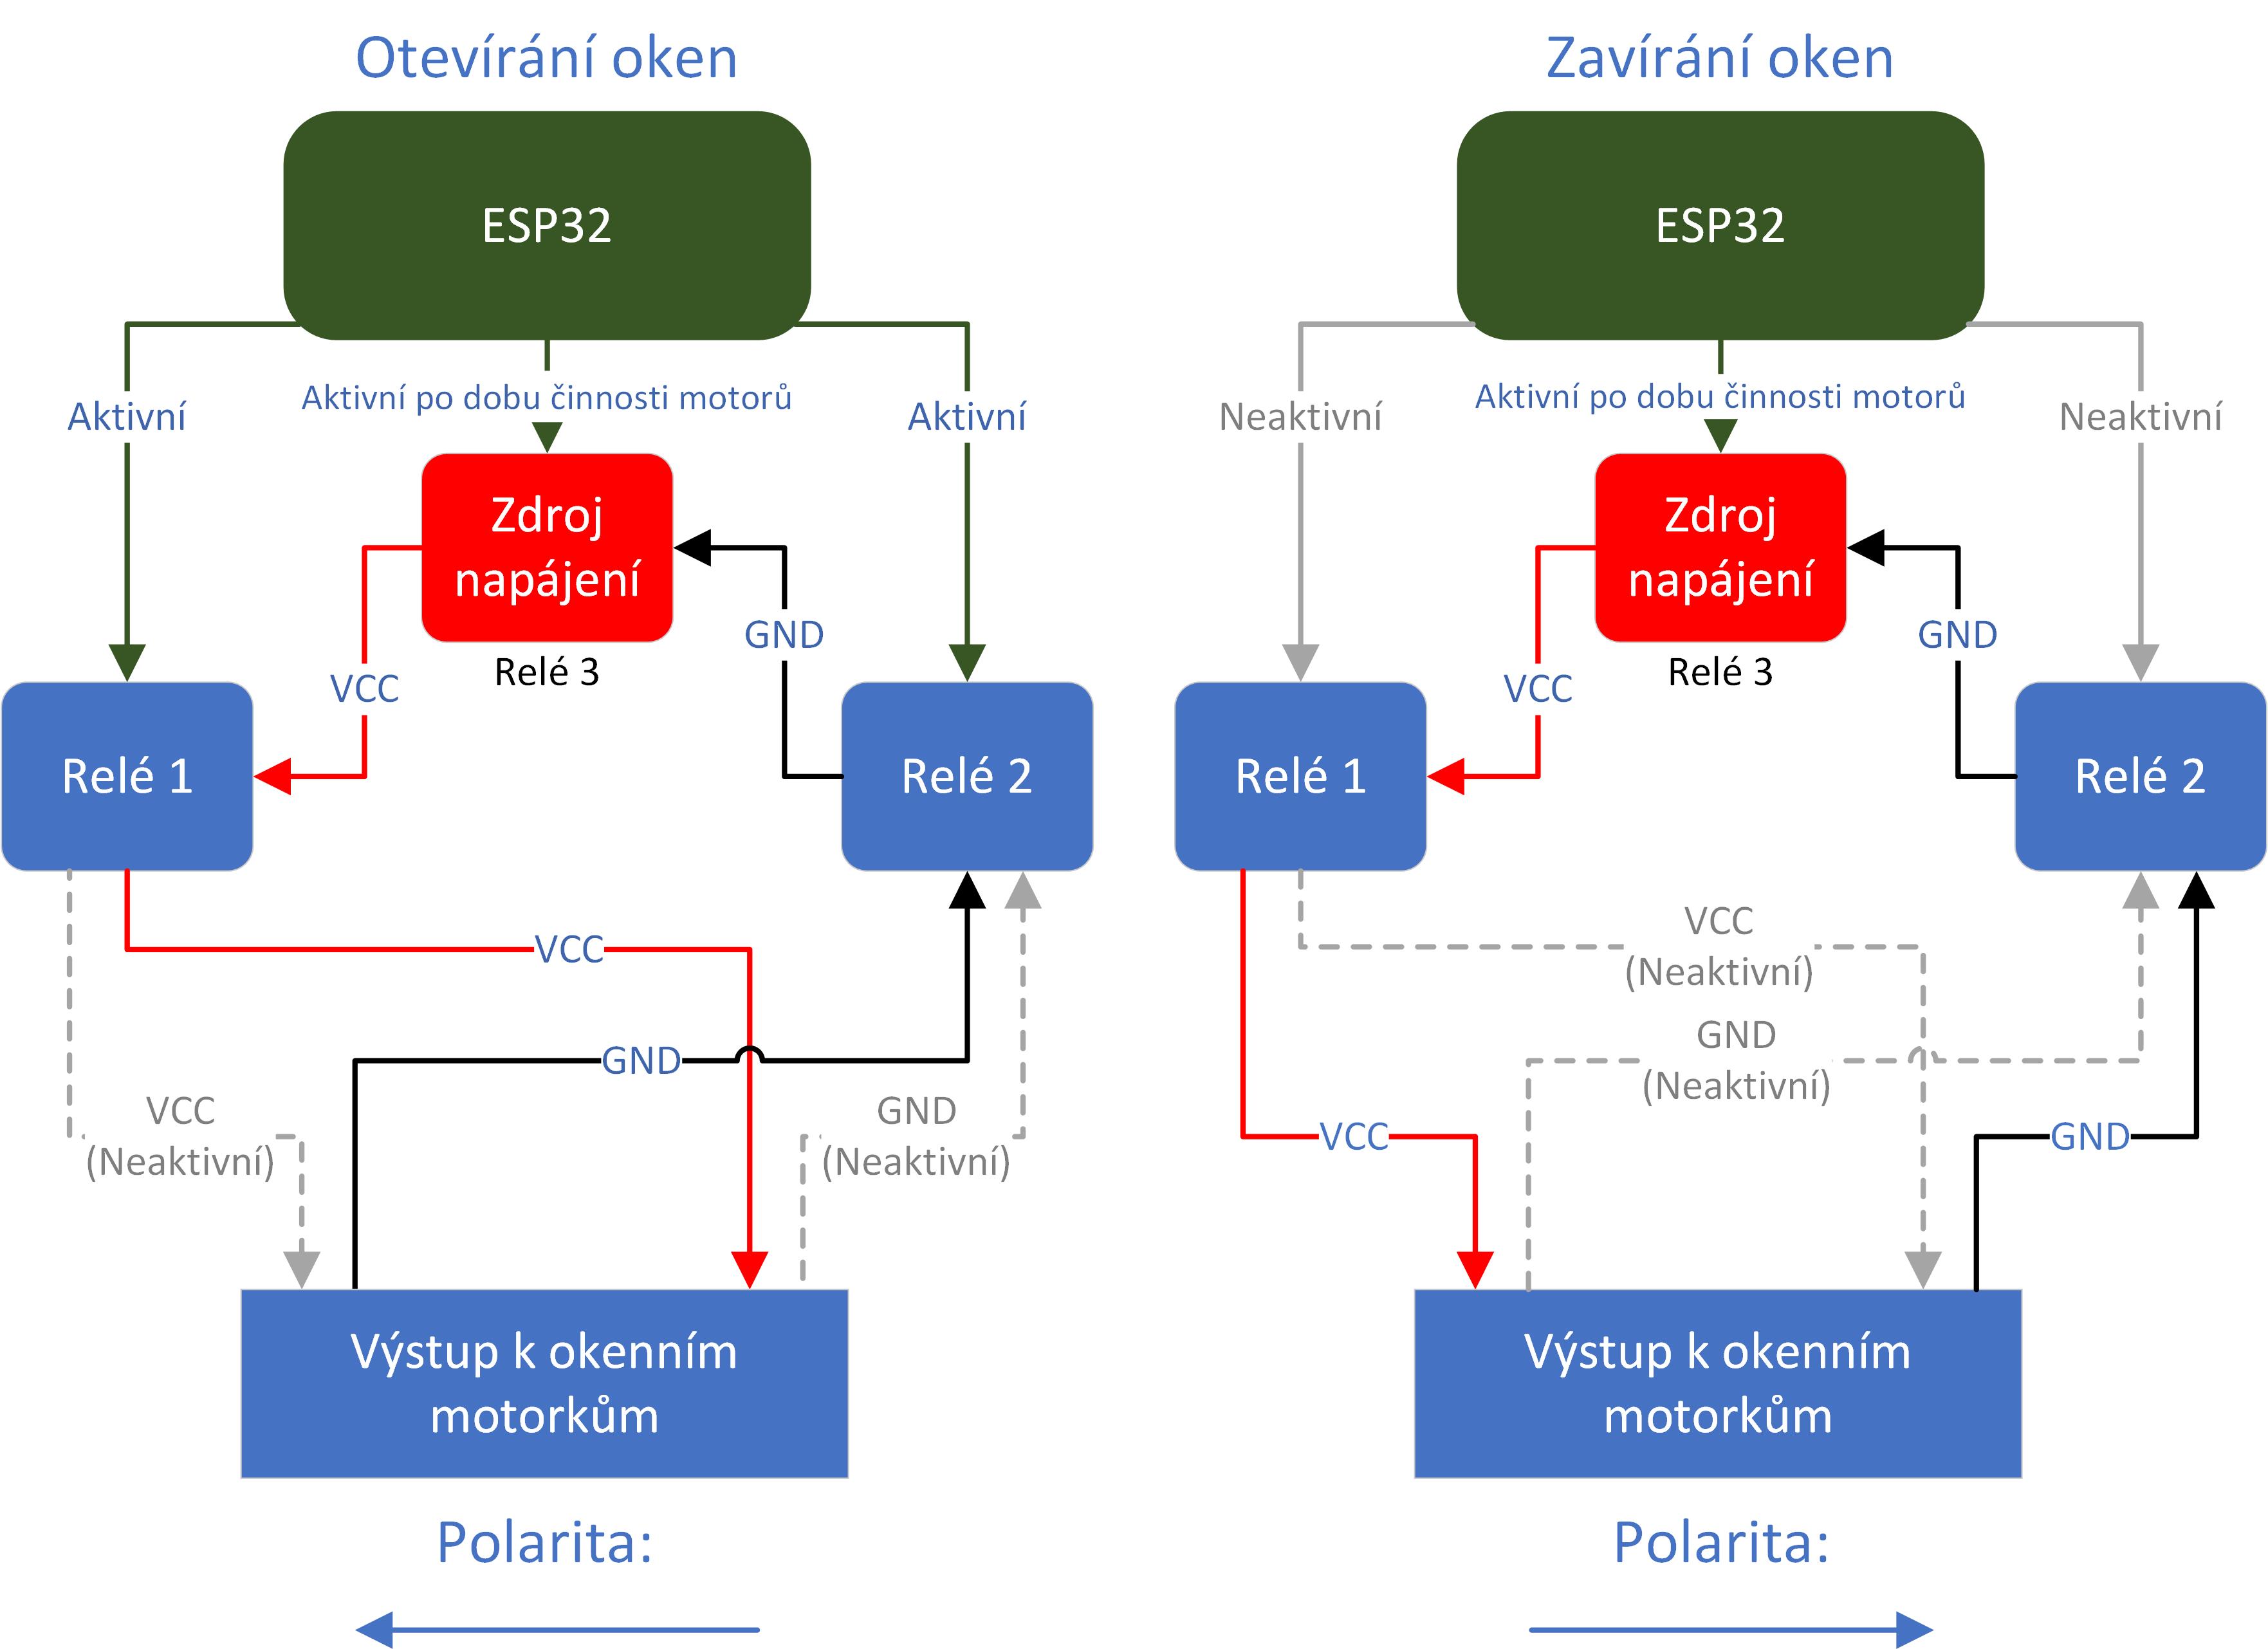 Otevírání oken
ESP32
Aktivní
Aktivní po dobu činnosti motorů
Aktivní
Zdroj
napájení
Relé 3
VCC
GND
Relé 1
Relé 2
VCC
GND
VCC
(Neaktivní)
GND
(Neaktivní)
Výstup k okenním
motorkům
Polarita:
Zavírání oken
ESP32
Neaktivní
Aktivní po dobu činnosti motorů
Neaktivní
Zdroj
napájení
Relé 3
VCC
GND
Relé 1
Relé 2
VCC
(Neaktivní)
GND
(Neaktivní)
VCC
GND
Výstup k okenním
motorkům
Polarita: